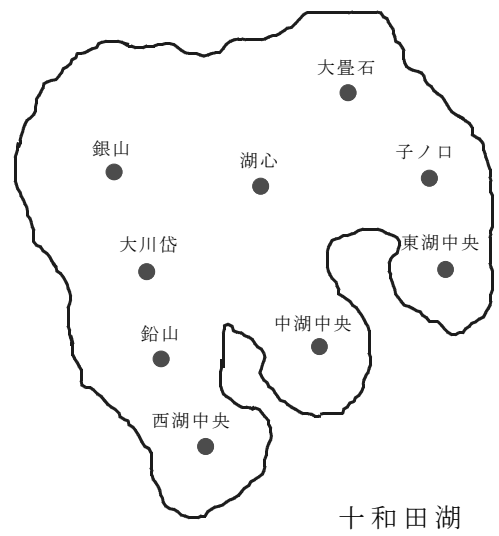 大畳石
銀山
湖心
子ノ口
大川岱
東湖中央
中湖中央
鉛山
西湖中央
十和田湖